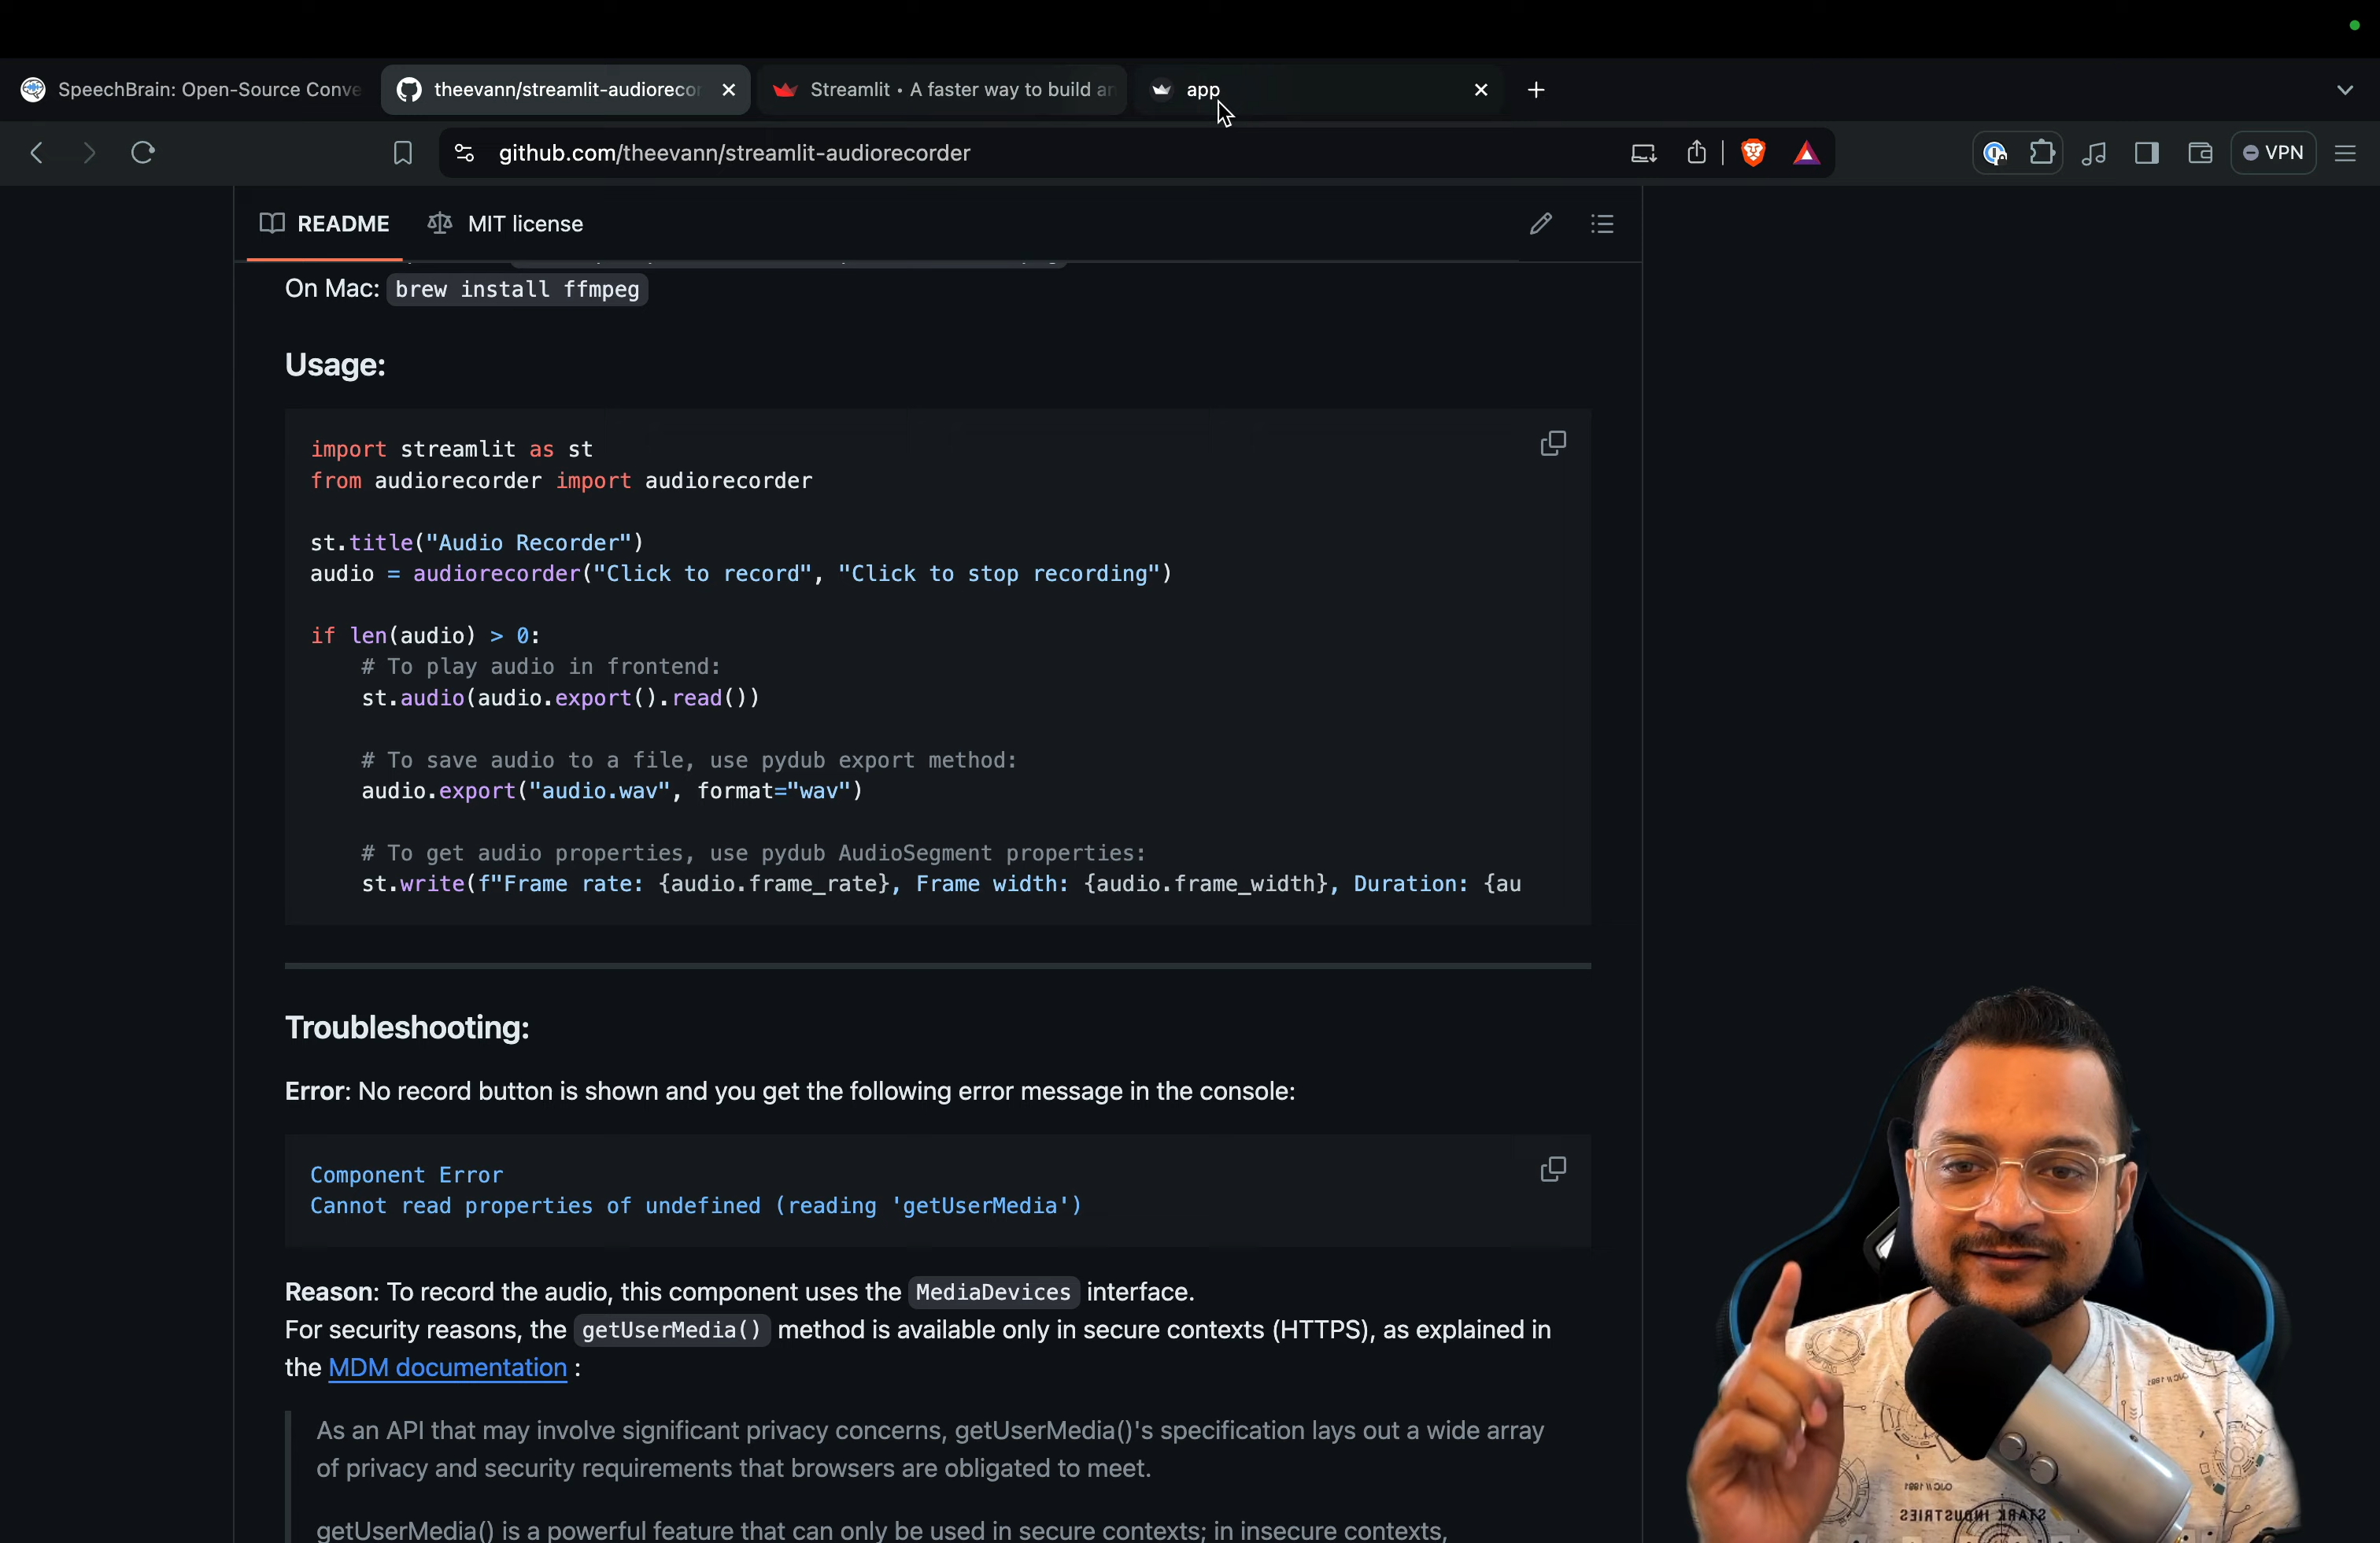 SpeechBrain: Open-Source Conve
theevann/streamlit-audiorecor
Streamlit • A faster way to build an
app
github.com/theevann/streamlit-audiorecorder
VPN
README
MIT license
On Mac: brew install ffmpeg
Usage:
import streamlit as st
from audiorecorder import audiorecorder
st.title("Audio Recorder")
audio = audiorecorder("Click to record", "Click to stop recording")
if len(audio) > 0:
# To play audio in frontend:
st.audio(audio.export().read())
# To save audio to a file, use pydub export method:
audio.export("audio.wav", format="wav")
# To get audio properties, use pydub AudioSegment properties:
st.write(f"Frame rate: {audio.frame_rate}, Frame width: {audio.frame_width}, Duration: {au
Troubleshooting:
Error: No record button is shown and you get the following error message in the console:
Component Error
Cannot read properties of undefined (reading 'getUserMedia')
Reason: To record the audio, this component uses the MediaDevices interface.
For security reasons, the getUserMedia() method is available only in secure contexts (HTTPS), as explained in
the MDM documentation :
As an API that may involve significant privacy concerns, getUserMedia()'s specification lays out a wide array
of privacy and security requirements that browsers are obligated to meet.
getUserMedia() is a powerful feature that can only be used in secure contexts; in insecure contexts,
STARK INDUSTRIES